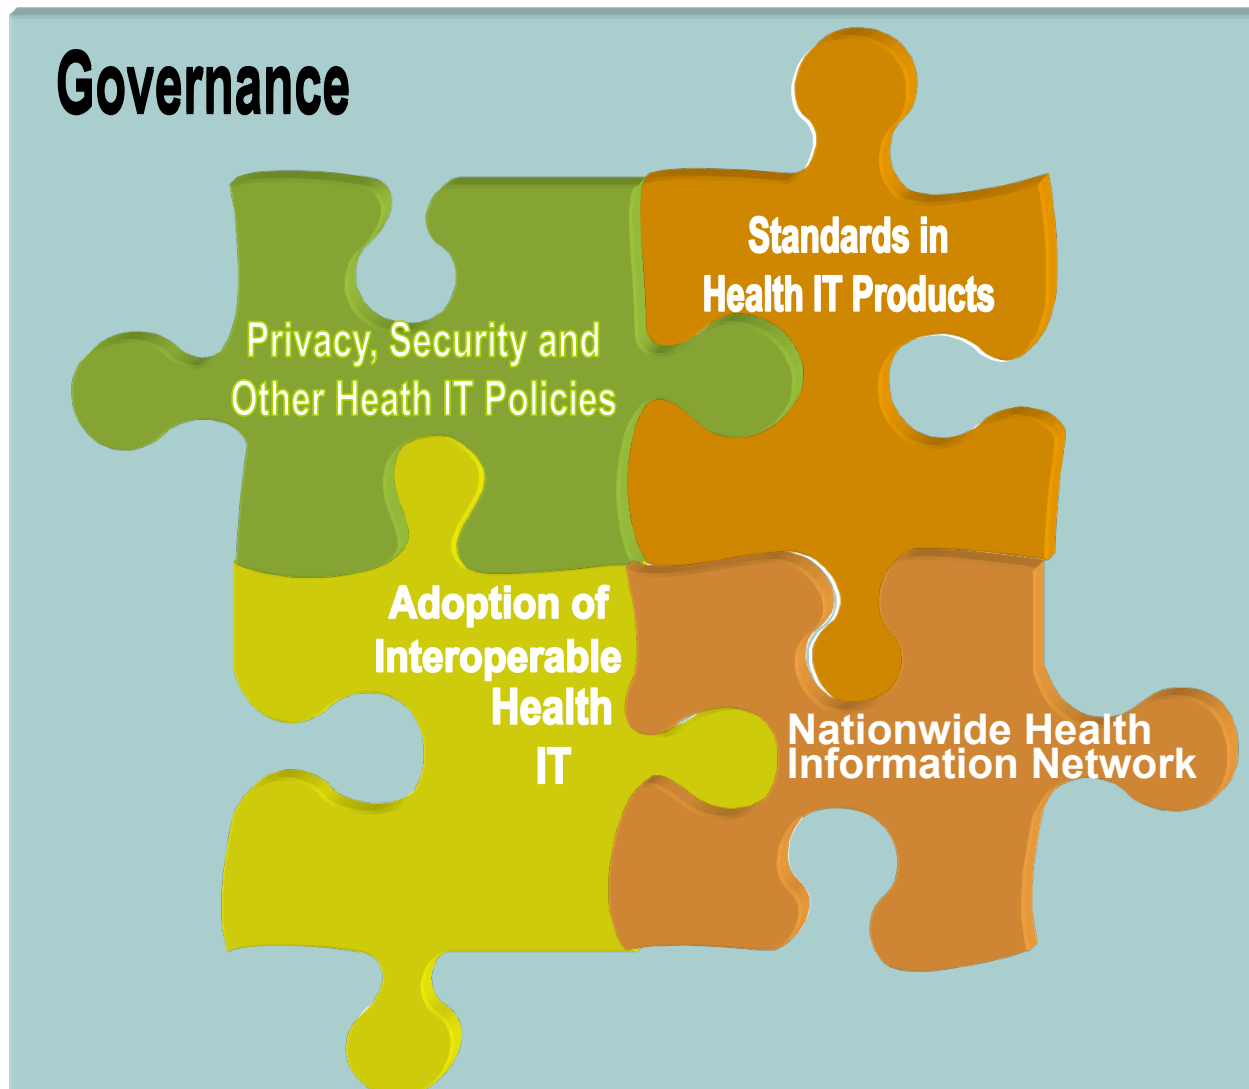 Governance
Standards in
Health IT Products
Privacy, Security and
Other Heath IT Policies
Adoption of
Interoperable
Health
IT
Nationwide Health
Information Network